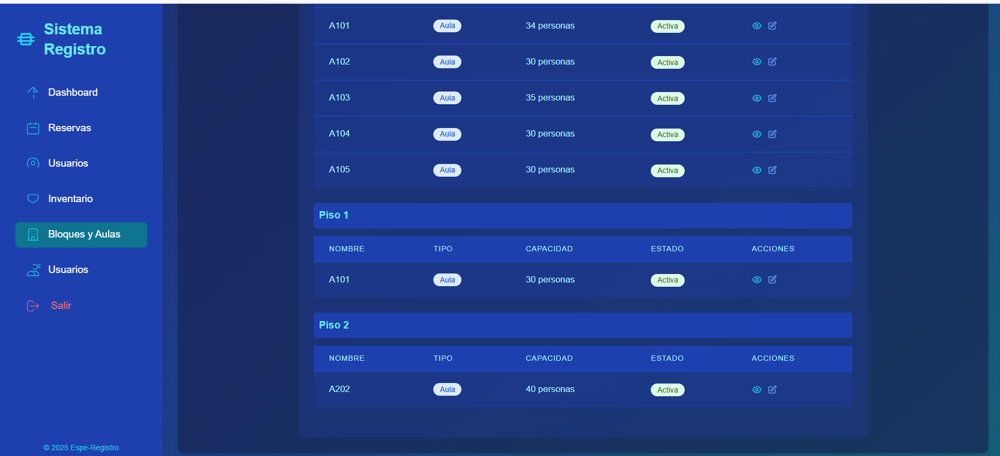 Sistema
Registro
Dashboard
Reservas
Usuarios
Inventario
Bloques y Aulas
Usuarios
Salir
© 2025 Espe-Registro
A101 Aula 34 personas Activa
A102 Aula 30 personas Activa
A103 Aula 35 personas Activa
A104 Aula 30 personas Activa
A105 Aula 30 personas Activa
Piso 1
NOMBRE TIPO CAPACIDAD ESTADO ACCIONES
A101 Aula 30 personas Activa
Piso 2
NOMBRE TIPO CAPACIDAD ESTADO ACCIONES
A202 Aula 40 personas Activa